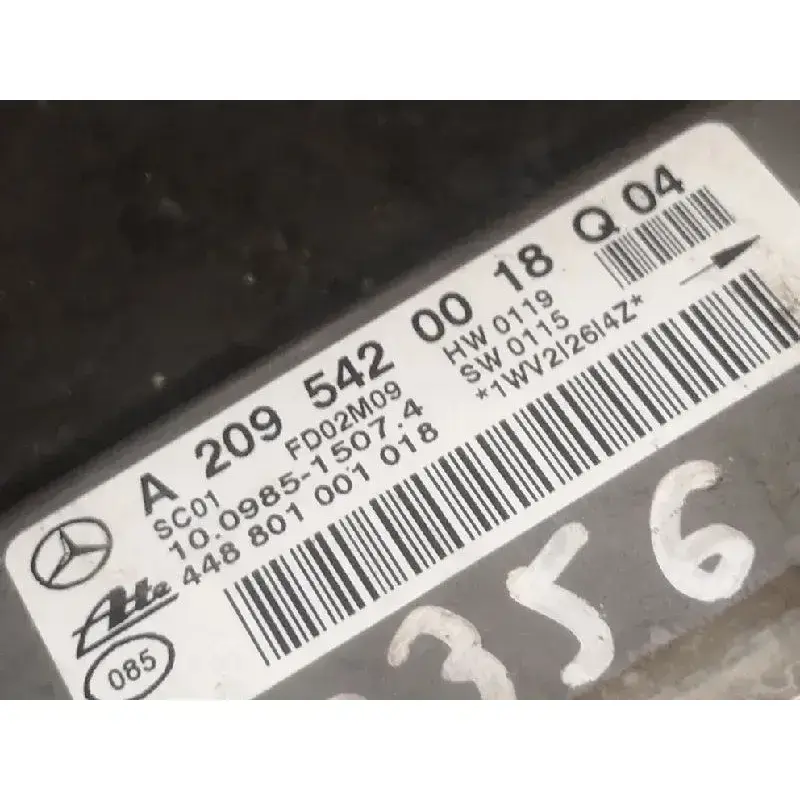 A 209 542 00 18 Q 04
SC01 FD02M09 HW 0119
10.0985-1507.4 SW 0115
448 801 001 018 *1WV2I26I4Z*
Ate
085
356